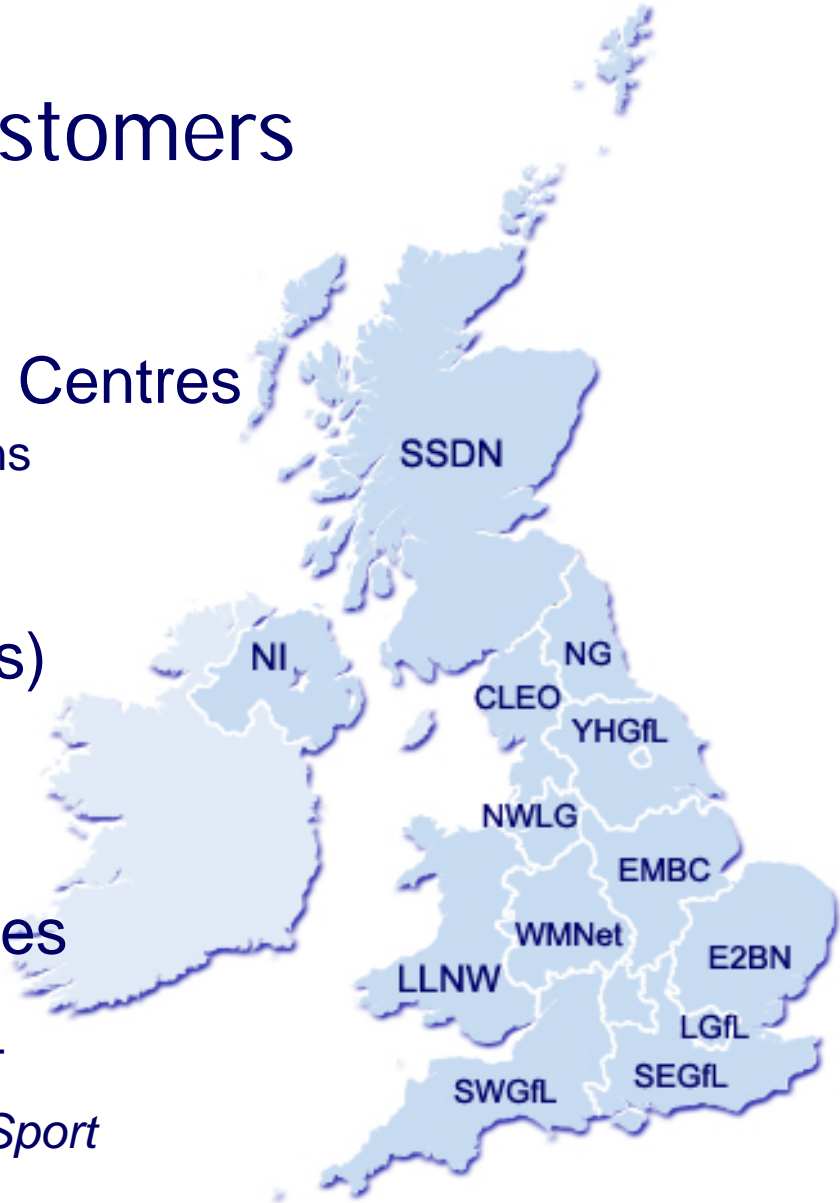 stomers
Centres
ns
s)
es
Sport
SSDN
NI
NG
CLEO
YHGfL
NWLG
EMBC
WMNet
E2BN
LLNW
LGfL
SEGfL
SWGfL